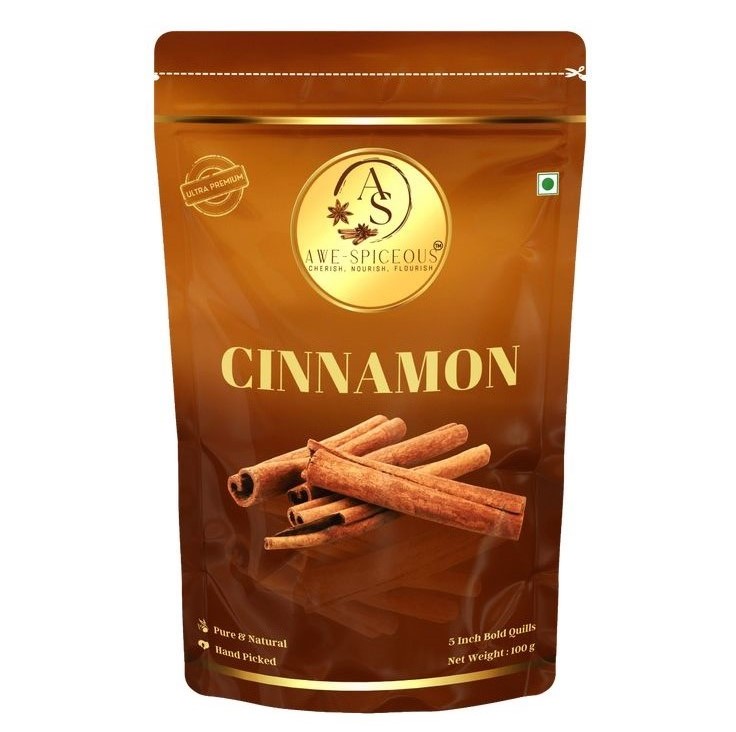 ULTRA PREMIUM
A
S
AWE-SPICEOUS™
CHERISH, NOURISH, FLOURISH
CINNAMON
Pure & Natural
Hand Picked
5 Inch Bold Quills
Net Weight : 100 g